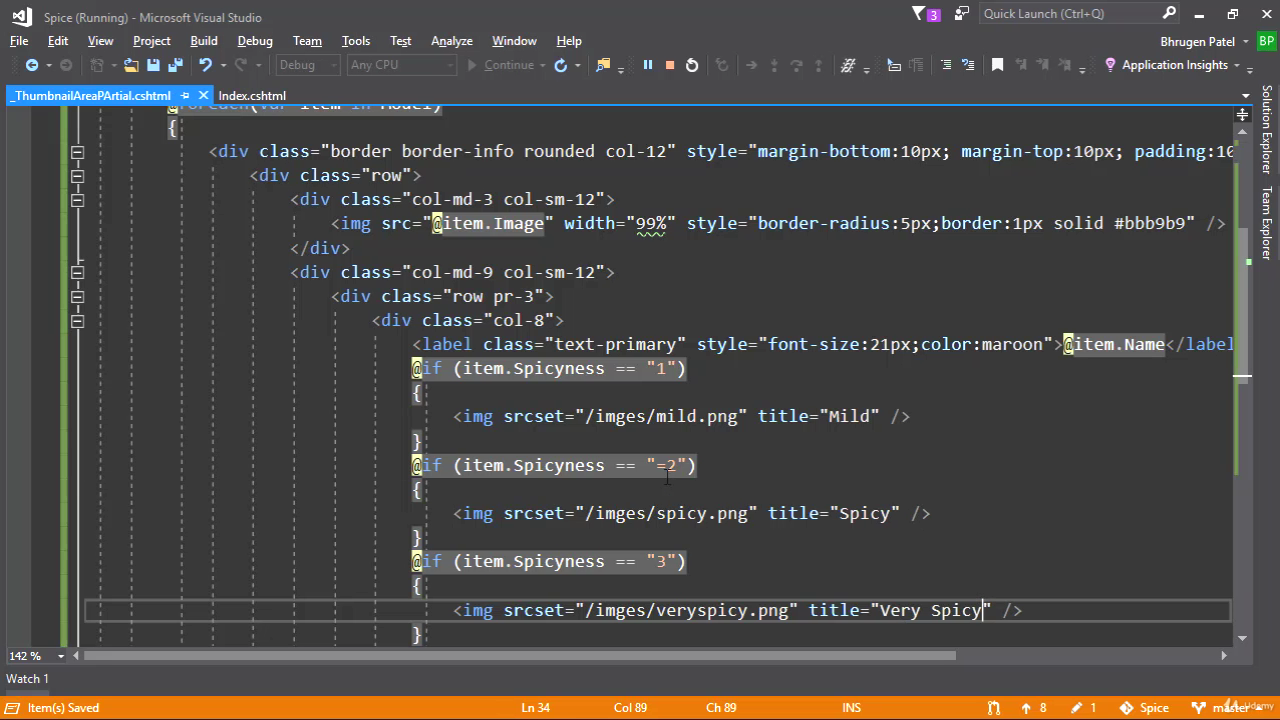 Spice (Running) - Microsoft Visual Studio
3
Quick Launch (Ctrl+Q)
File Edit View Project Build Debug Team Tools Test Analyze Window Help
Bhrugen Patel BP
Debug Any CPU Continue Application Insights
_ThumbnailAreaPArtial.cshtml Index.cshtml
@foreach(var item in Model)
{
<div class="border border-info rounded col-12" style="margin-bottom:10px; margin-top:10px; padding:10
<div class="row">
<div class="col-md-3 col-sm-12">
<img src="@item.Image" width="99%" style="border-radius:5px;border:1px solid #bbb9b9" />
</div>
<div class="col-md-9 col-sm-12">
<div class="row pr-3">
<div class="col-8">
<label class="text-primary" style="font-size:21px;color:maroon">@item.Name</label
@if (item.Spicyness == "1")
{
<img srcset="/imges/mild.png" title="Mild" />
}
@if (item.Spicyness == "=2")
{
<img srcset="/imges/spicy.png" title="Spicy" />
}
@if (item.Spicyness == "3")
{
<img srcset="/imges/veryspicy.png" title="Very Spicy" />
}
Solution Explorer
Team Explorer
142 %
Watch 1
Item(s) Saved Ln 34 Col 89 Ch 89 INS 8 1 Spice master
Udemy